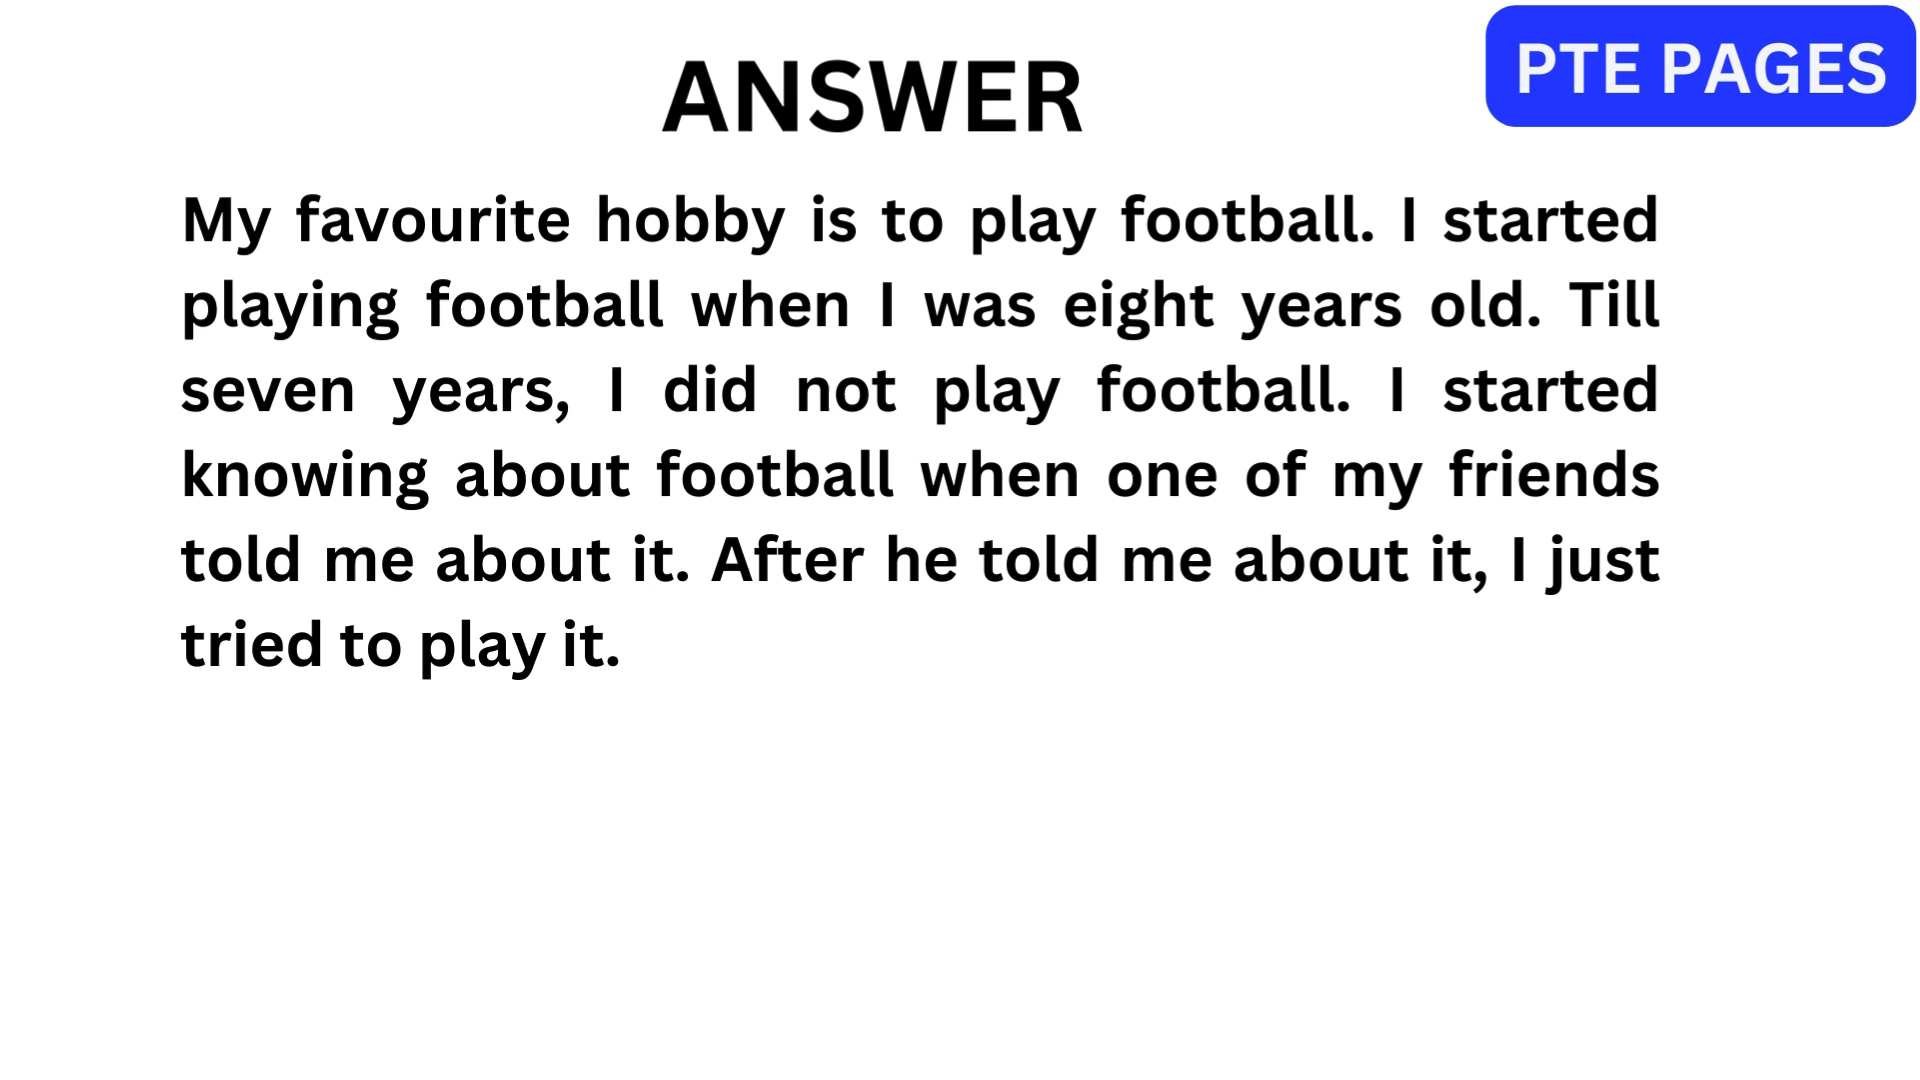 PTE PAGES
ANSWER
My favourite hobby is to play football. I started
playing football when I was eight years old. Till
seven years, I did not play football. I started
knowing about football when one of my friends
told me about it. After he told me about it, I just
tried to play it.